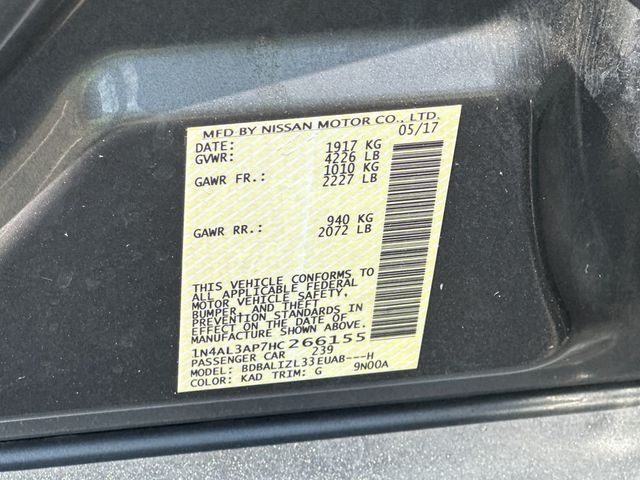 MFD BY NISSAN MOTOR CO., LTD.
DATE: 05/17
GVWR: 1917 KG
4226 LB
GAWR FR.: 1010 KG
2227 LB
GAWR RR.: 940 KG
2072 LB
THIS VEHICLE CONFORMS TO
ALL APPLICABLE FEDERAL
MOTOR VEHICLE SAFETY,
BUMPER, AND THEFT
PREVENTION STANDARDS IN
EFFECT ON THE DATE OF
MANUFACTURE SHOWN ABOVE.
1N4AL3AP7HC266155
PASSENGER CAR 239
MODEL: BDBALIZL33EUAB---H
COLOR: KAD TRIM: G 9N00A